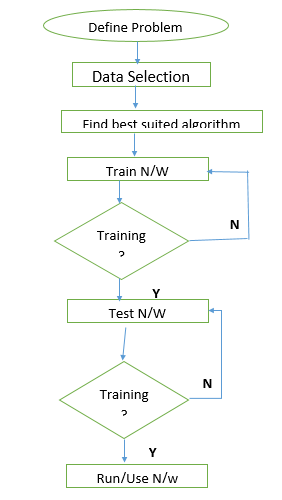 Define Problem
Data Selection
Find best suited algorithm
Train N/W
Training
?
N
Y
Test N/W
Training
?
N
Y
Run/Use N/w